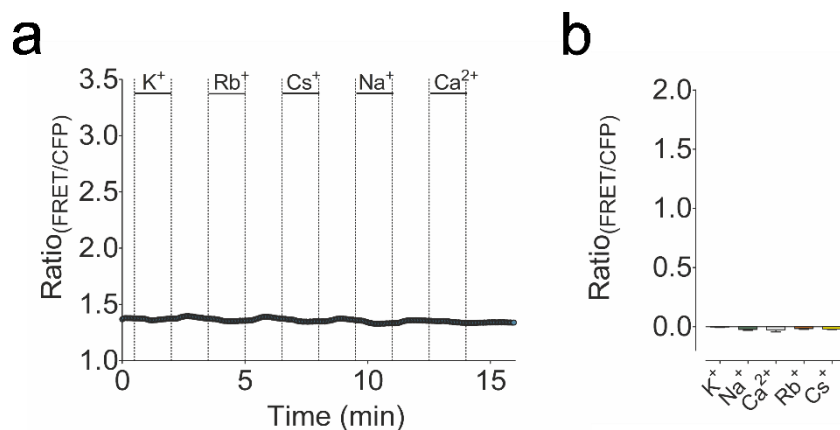 a
K⁺ Rb⁺ Cs⁺ Na⁺ Ca²⁺
3.5
3.0
2.5
2.0
1.5
1.0
Ratio(FRET/CFP)
0 5 10 15
Time (min)
b
2.0
1.5
1.0
0.5
0.0
Ratio(FRET/CFP)
K⁺ Na⁺ Ca²⁺ Rb⁺ Cs⁺